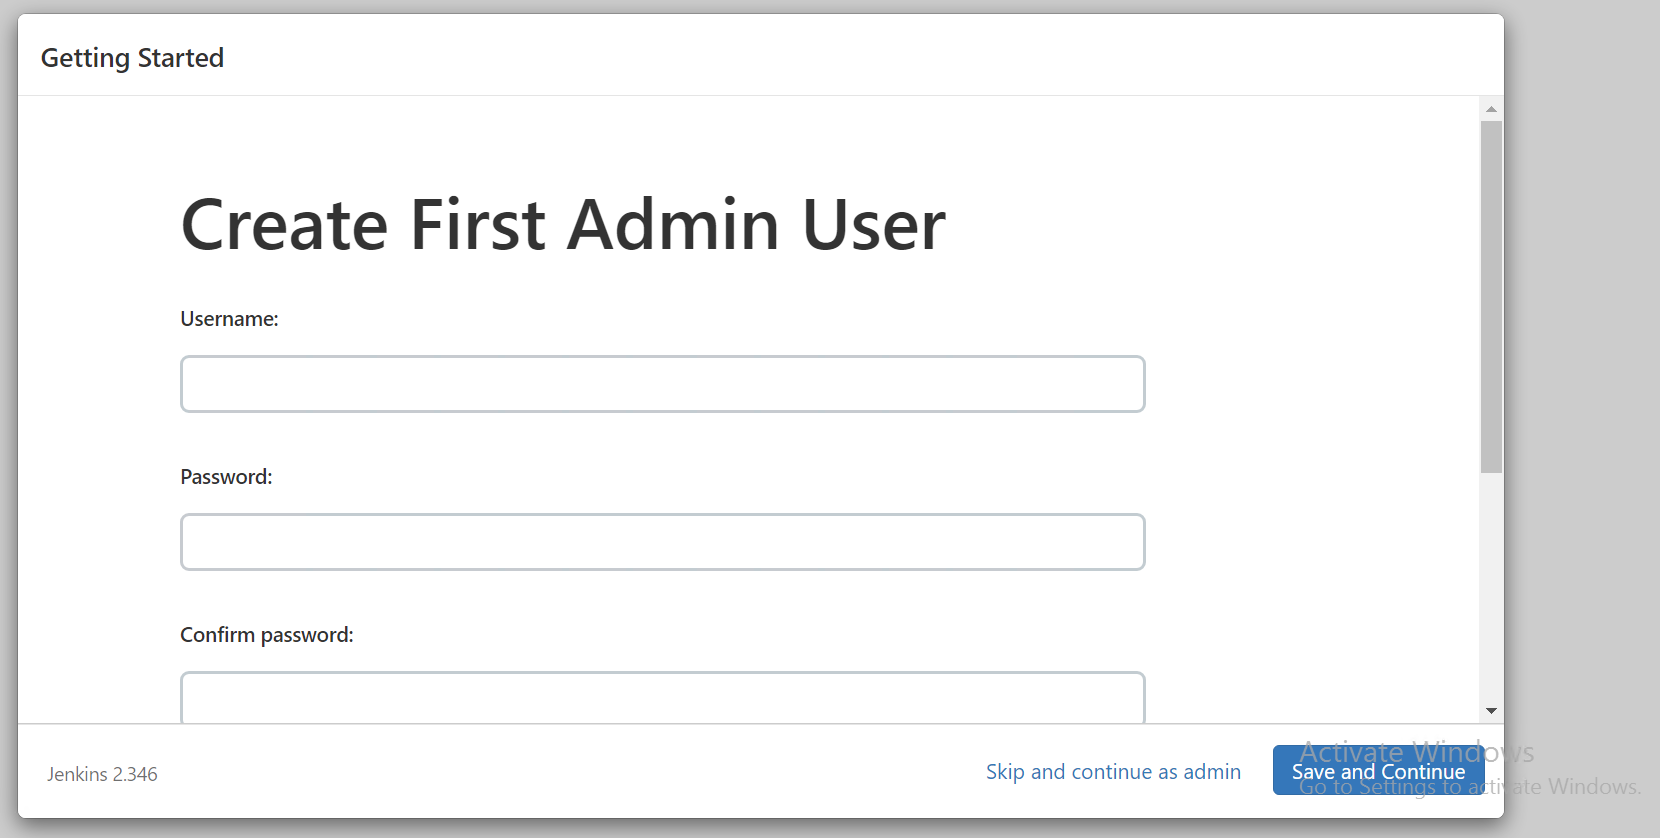 Getting Started
Create First Admin User
Username:
Password:
Confirm password:
Jenkins 2.346
Skip and continue as admin
Save and Continue
Activate Windows
Go to Settings to activate Windows.